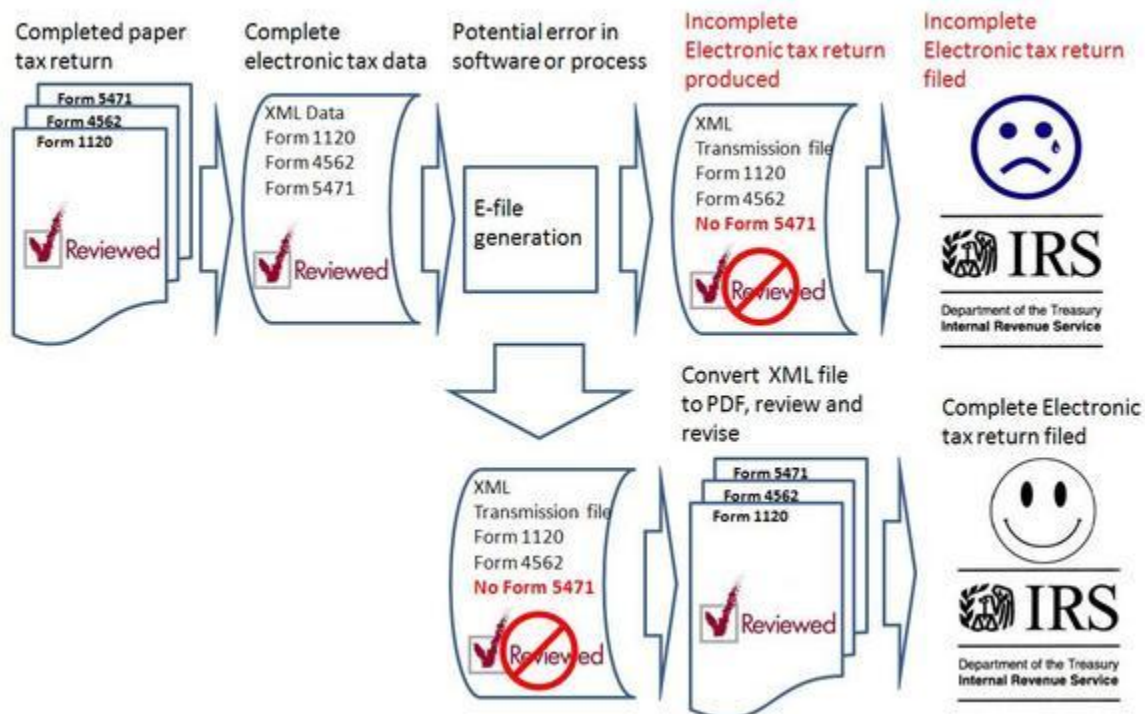 Completed paper
tax return
Form 5471
Form 4562
Form 1120
Reviewed
Complete
electronic tax data
XML Data
Form 1120
Form 4562
Form 5471
Reviewed
Potential error in
software or process
E-file
generation
Incomplete
Electronic tax return
produced
XML
Transmission file
Form 1120
Form 4562
No Form 5471
Reviewed
Incomplete
Electronic tax return
filed
IRS
Department of the Treasury
Internal Revenue Service
XML
Transmission file
Form 1120
Form 4562
No Form 5471
Reviewed
Convert XML file
to PDF, review and
revise
Form 5471
Form 4562
Form 1120
Reviewed
Complete Electronic
tax return filed
IRS
Department of the Treasury
Internal Revenue Service